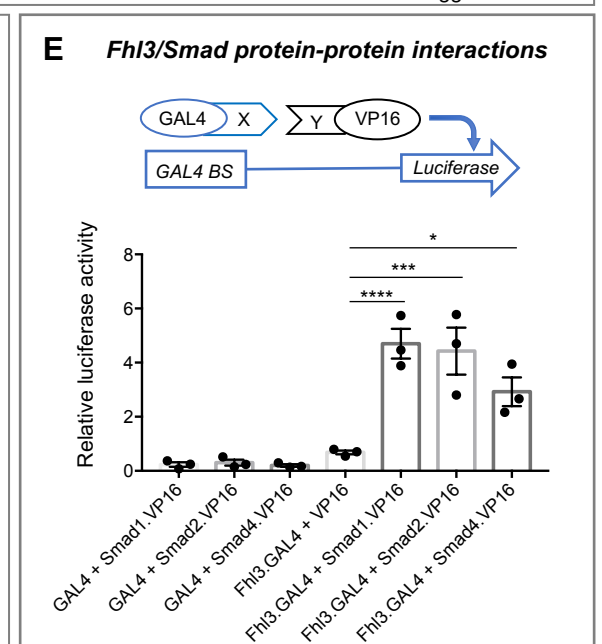 E Fhl3/Smad protein-protein interactions
GAL4 X Y VP16
GAL4 BS Luciferase
Relative luciferase activity
8
6
4
2
0
*
***
****
GAL4 + Smad1.VP16
GAL4 + Smad2.VP16
GAL4 + Smad4.VP16
Fhl3.GAL4 + VP16
Fhl3. GAL4 + Smad1.VP16
Fhl3. GAL4 + Smad2.VP16
Fhl3. GAL4 + Smad4.VP16